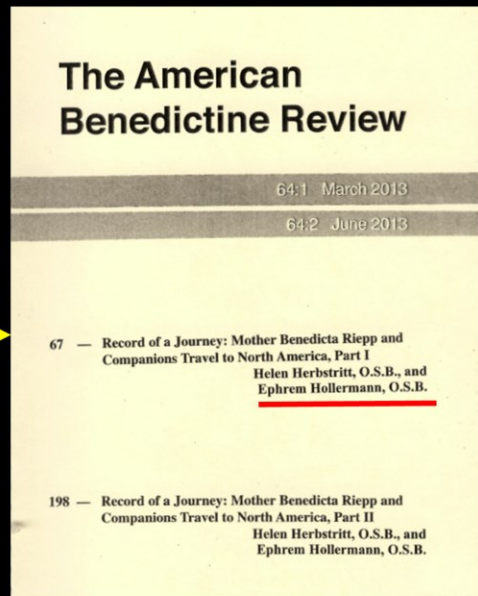 The American
Benedictine Review
64:1 March 2013
64:2 June 2013
67 — Record of a Journey: Mother Benedicta Riepp and
Companions Travel to North America, Part I
Helen Herbstritt, O.S.B., and
Ephrem Hollermann, O.S.B.
198 — Record of a Journey: Mother Benedicta Riepp and
Companions Travel to North America, Part II
Helen Herbstritt, O.S.B., and
Ephrem Hollermann, O.S.B.